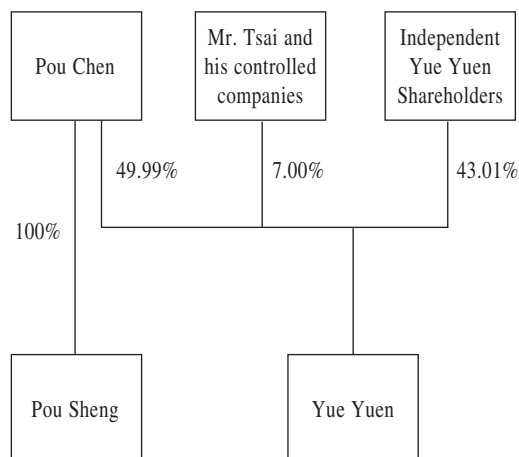 Pou Chen
Mr. Tsai and
his controlled
companies
Independent
Yue Yuen
Shareholders
49.99%
7.00%
43.01%
100%
Pou Sheng
Yue Yuen